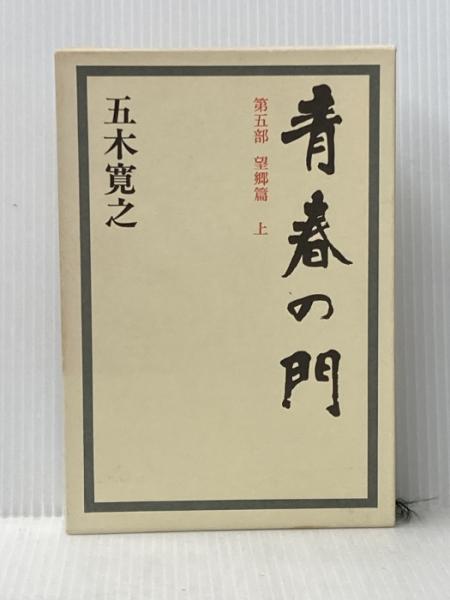 青春の門
第五部 望郷篇 上
五木寛之